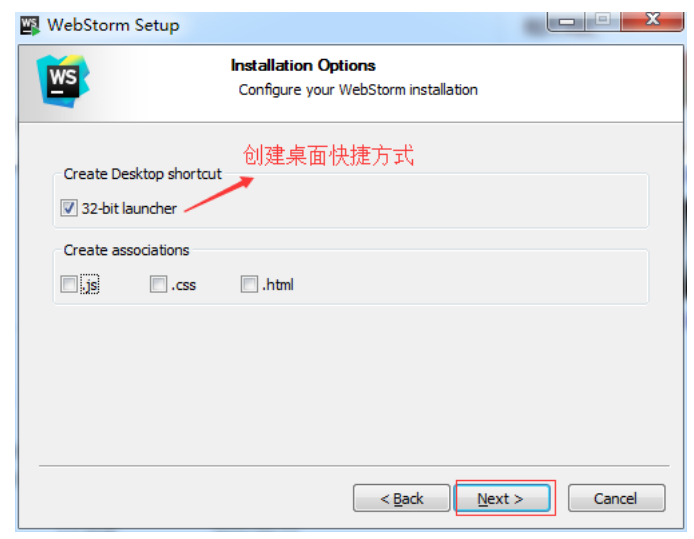 WebStorm Setup
WS
Installation Options
Configure your WebStorm installation
创建桌面快捷方式
Create Desktop shortcut
32-bit launcher
Create associations
.js .css .html
< Back Next > Cancel